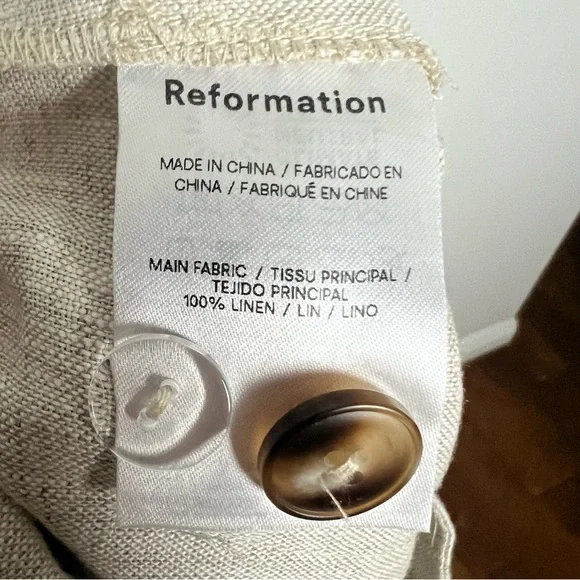 Reformation
MADE IN CHINA / FABRICADO EN
CHINA / FABRIQUÉ EN CHINE
MAIN FABRIC / TISSU PRINCIPAL /
TEJIDO PRINCIPAL
100% LINEN / LIN / LINO